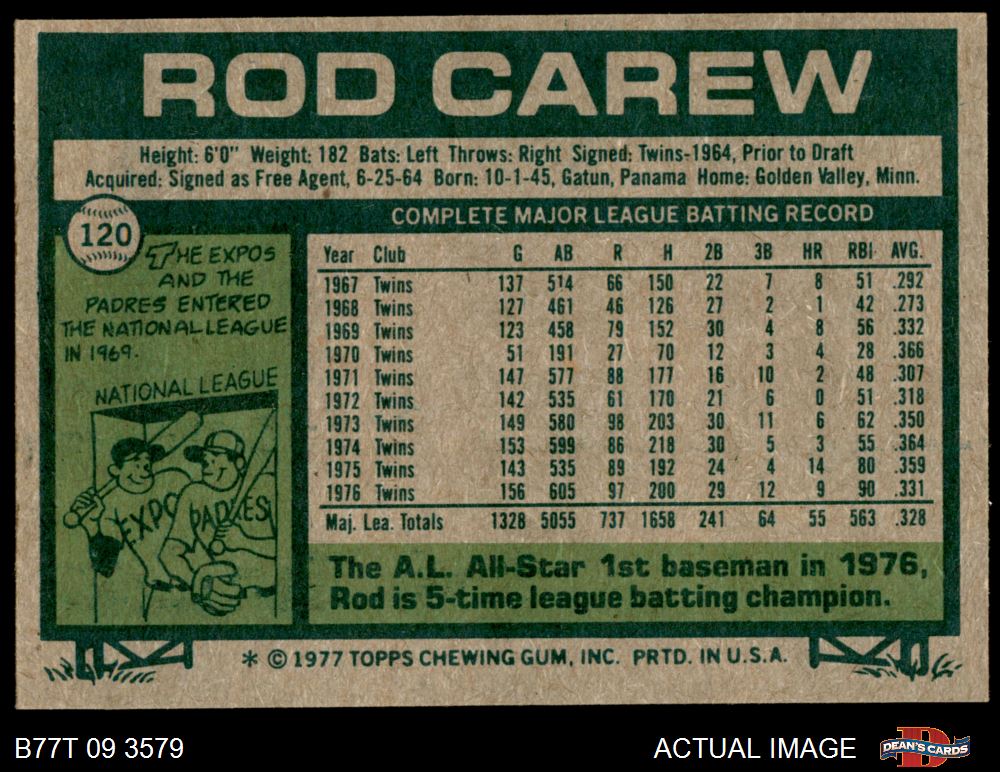 ROD CAREW
Height: 6'0" Weight: 182 Bats: Left Throws: Right Signed: Twins-1964, Prior to Draft
Acquired: Signed as Free Agent, 6-25-64 Born: 10-1-45, Gatun, Panama Home: Golden Valley, Minn.
120
THE EXPOS
AND THE
PADRES ENTERED
THE NATIONAL LEAGUE
IN 1969.
NATIONAL LEAGUE
EXPO
PADRES
COMPLETE MAJOR LEAGUE BATTING RECORD
Year Club G AB R H 2B 3B HR RBI AVG.
1967 Twins 137 514 66 150 22 7 8 51 .292
1968 Twins 127 461 46 126 27 2 1 42 .273
1969 Twins 123 458 79 152 30 4 8 56 .332
1970 Twins 51 191 27 70 12 3 4 28 .366
1971 Twins 147 577 88 177 16 10 2 48 .307
1972 Twins 142 535 61 170 21 6 0 51 .318
1973 Twins 149 580 98 203 30 11 6 62 .350
1974 Twins 153 599 86 218 30 5 3 55 .364
1975 Twins 143 535 89 192 24 4 14 80 .359
1976 Twins 156 605 97 200 29 12 9 90 .331
Maj. Lea. Totals 1328 5055 737 1658 241 64 55 563 .328
The A.L. All-Star 1st baseman in 1976,
Rod is 5-time league batting champion.
* © 1977 TOPPS CHEWING GUM, INC. PRTD. IN U.S.A.
B77T 09 3579
ACTUAL IMAGE
D
DEAN'S CARDS